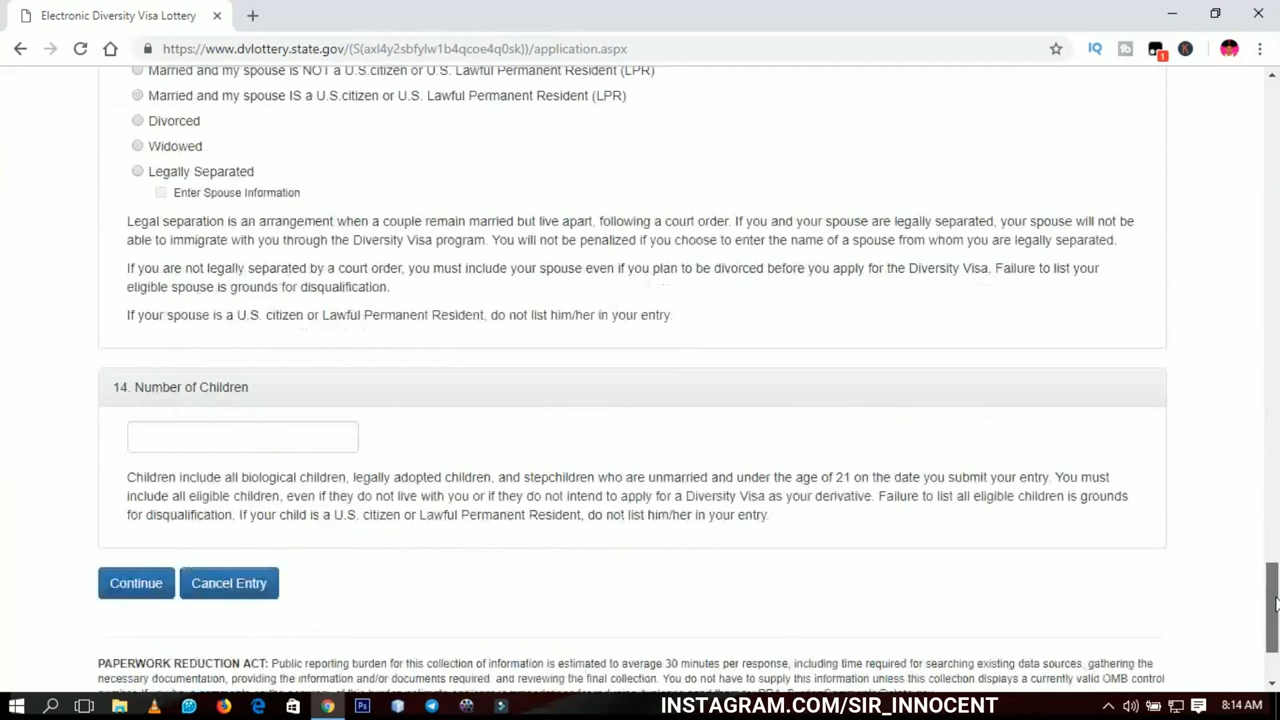 Electronic Diversity Visa Lottery
https://www.dvlottery.state.gov/(S(axl4y2sbfylw1b4qcoe4q0sk))/application.aspx
Married and my spouse is NOT a U.S.citizen or U.S. Lawful Permanent Resident (LPR)
Married and my spouse IS a U.S.citizen or U.S. Lawful Permanent Resident (LPR)
Divorced
Widowed
Legally Separated
Enter Spouse Information
Legal separation is an arrangement when a couple remain married but live apart, following a court order. If you and your spouse are legally separated, your spouse will not be
able to immigrate with you through the Diversity Visa program. You will not be penalized if you choose to enter the name of a spouse from whom you are legally separated.
If you are not legally separated by a court order, you must include your spouse even if you plan to be divorced before you apply for the Diversity Visa. Failure to list your
eligible spouse is grounds for disqualification.
If your spouse is a U.S. citizen or Lawful Permanent Resident, do not list him/her in your entry.
14. Number of Children
Children include all biological children, legally adopted children, and stepchildren who are unmarried and under the age of 21 on the date you submit your entry. You must
include all eligible children, even if they do not live with you or if they do not intend to apply for a Diversity Visa as your derivative. Failure to list all eligible children is grounds
for disqualification. If your child is a U.S. citizen or Lawful Permanent Resident, do not list him/her in your entry.
Continue
Cancel Entry
PAPERWORK REDUCTION ACT: Public reporting burden for this collection of information is estimated to average 30 minutes per response, including time required for searching existing data sources, gathering the
necessary documentation, providing the information and/or documents required, and reviewing the final collection. You do not have to supply this information unless this collection displays a currently valid OMB control
INSTAGRAM.COM/SIR_INNOCENT
8:14 AM